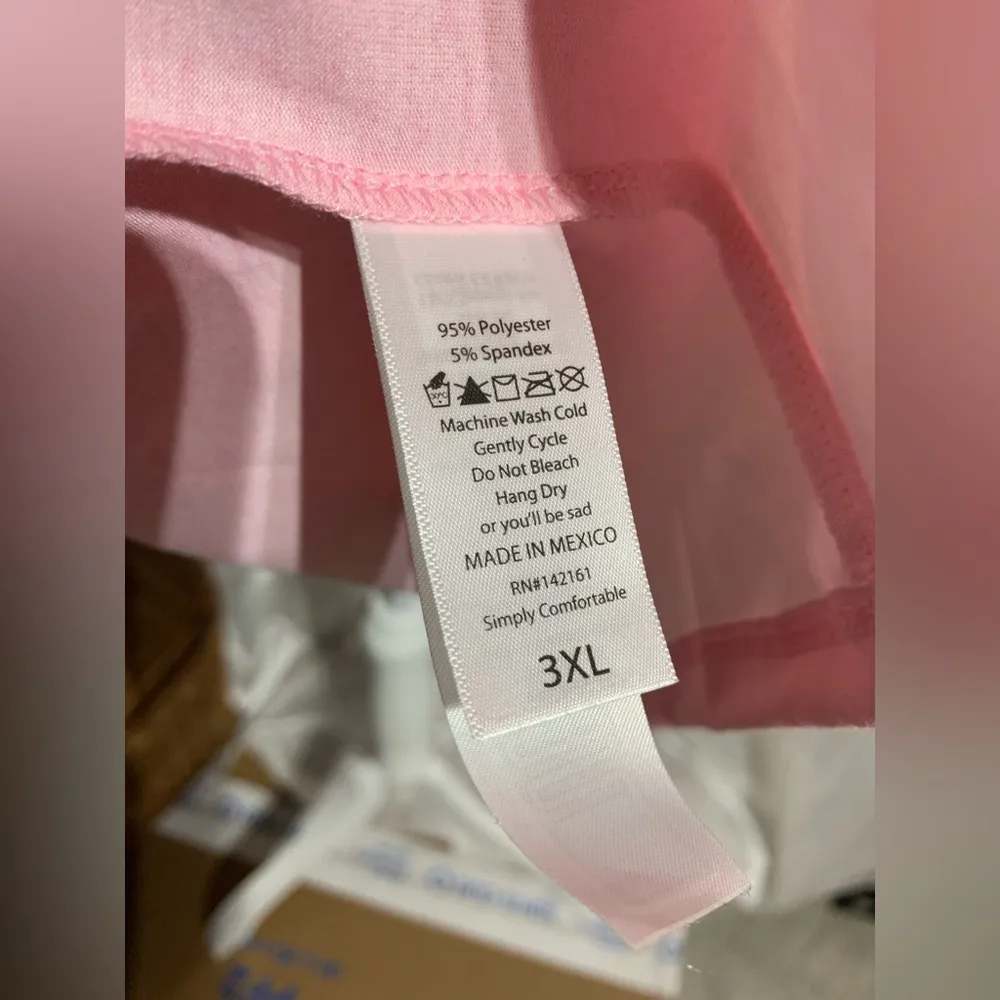 95% Polyester
5% Spandex
30°C
Machine Wash Cold
Gently Cycle
Do Not Bleach
Hang Dry
or you'll be sad
MADE IN MEXICO
RN#142161
Simply Comfortable
3XL